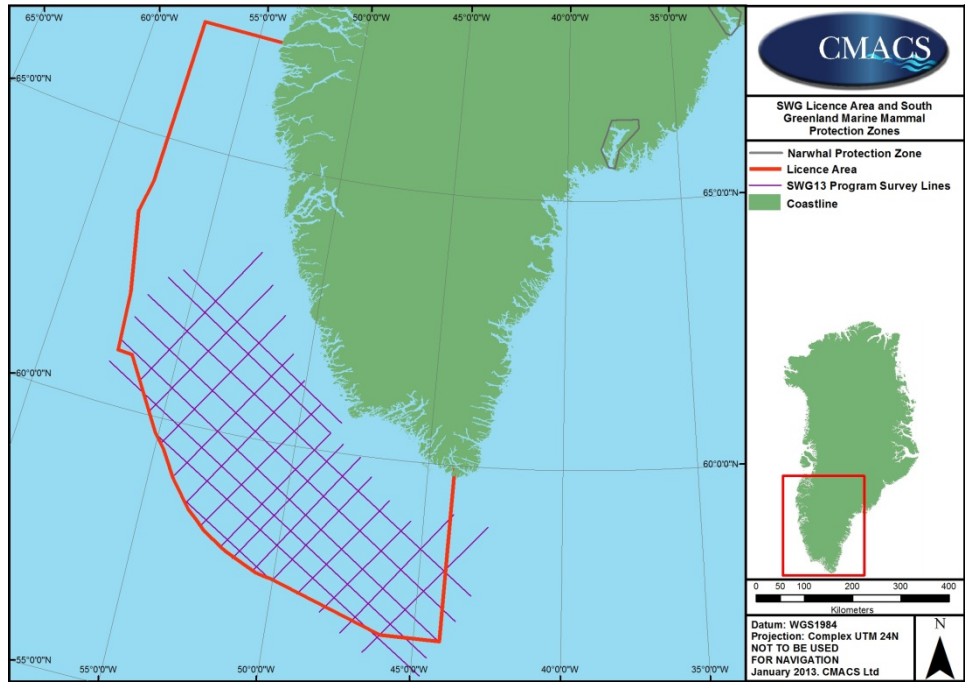 60°0'0"W
55°0'0"W
50°0'0"W
45°0'0"W
40°0'0"W
35°0'0"W
65°0'0"W
65°0'0"N
65°0'0"N
60°0'0"N
60°0'0"N
55°0'0"N
55°0'0"W
50°0'0"W
45°0'0"W
40°0'0"W
35°0'0"W
CMACS
SWG Licence Area and South
Greenland Marine Mammal
Protection Zones
Narwhal Protection Zone
Licence Area
SWG13 Program Survey Lines
Coastline
0 50 100 200 300 400
Kilometers
Datum: WGS1984
Projection: Complex UTM 24N
NOT TO BE USED
FOR NAVIGATION
January 2013. CMACS Ltd
N